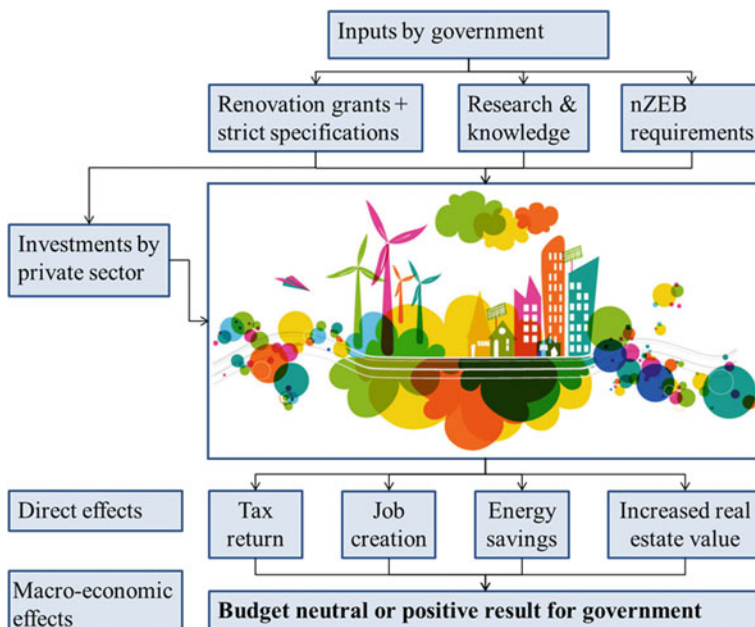 Inputs by government
Renovation grants +
strict specifications
Research &
knowledge
nZEB
requirements
Investments by
private sector
Direct effects
Tax
return
Job
creation
Energy
savings
Increased real
estate value
Macro-economic
effects
Budget neutral or positive result for government